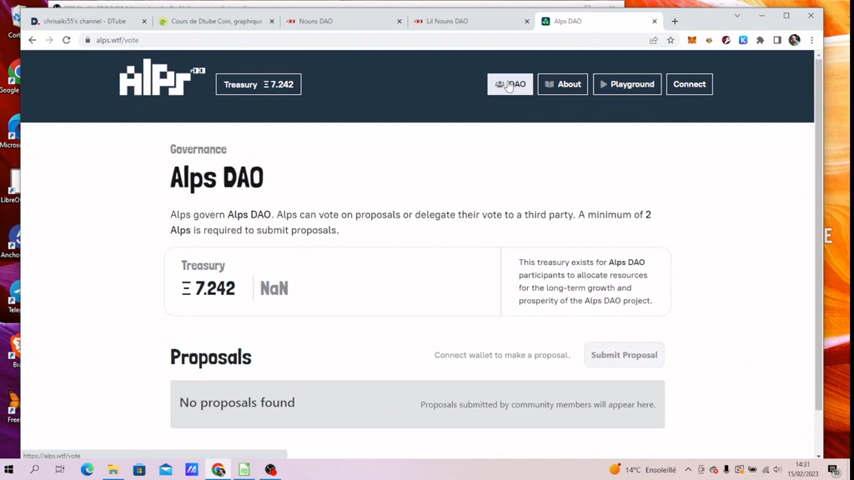 chrisaiki55's channel - DTube
Cours de Dtube Coin, graphique
Nouns DAO
Lil Nouns DAO
Alps DAO
alps.wtf/vote
Alps
Treasury Ξ 7.242
DAO
About
Playground
Connect
Governance
Alps DAO
Alps govern Alps DAO. Alps can vote on proposals or delegate their vote to a third party. A minimum of 2
Alps is required to submit proposals.
Treasury
Ξ 7.242 NaN
This treasury exists for Alps DAO
participants to allocate resources
for the long-term growth and
prosperity of the Alps DAO project.
Proposals
Connect wallet to make a proposal.
Submit Proposal
No proposals found
Proposals submitted by community members will appear here.
https://alps.wtf/vote
14°C Ensoleillé
14:31
15/02/2023